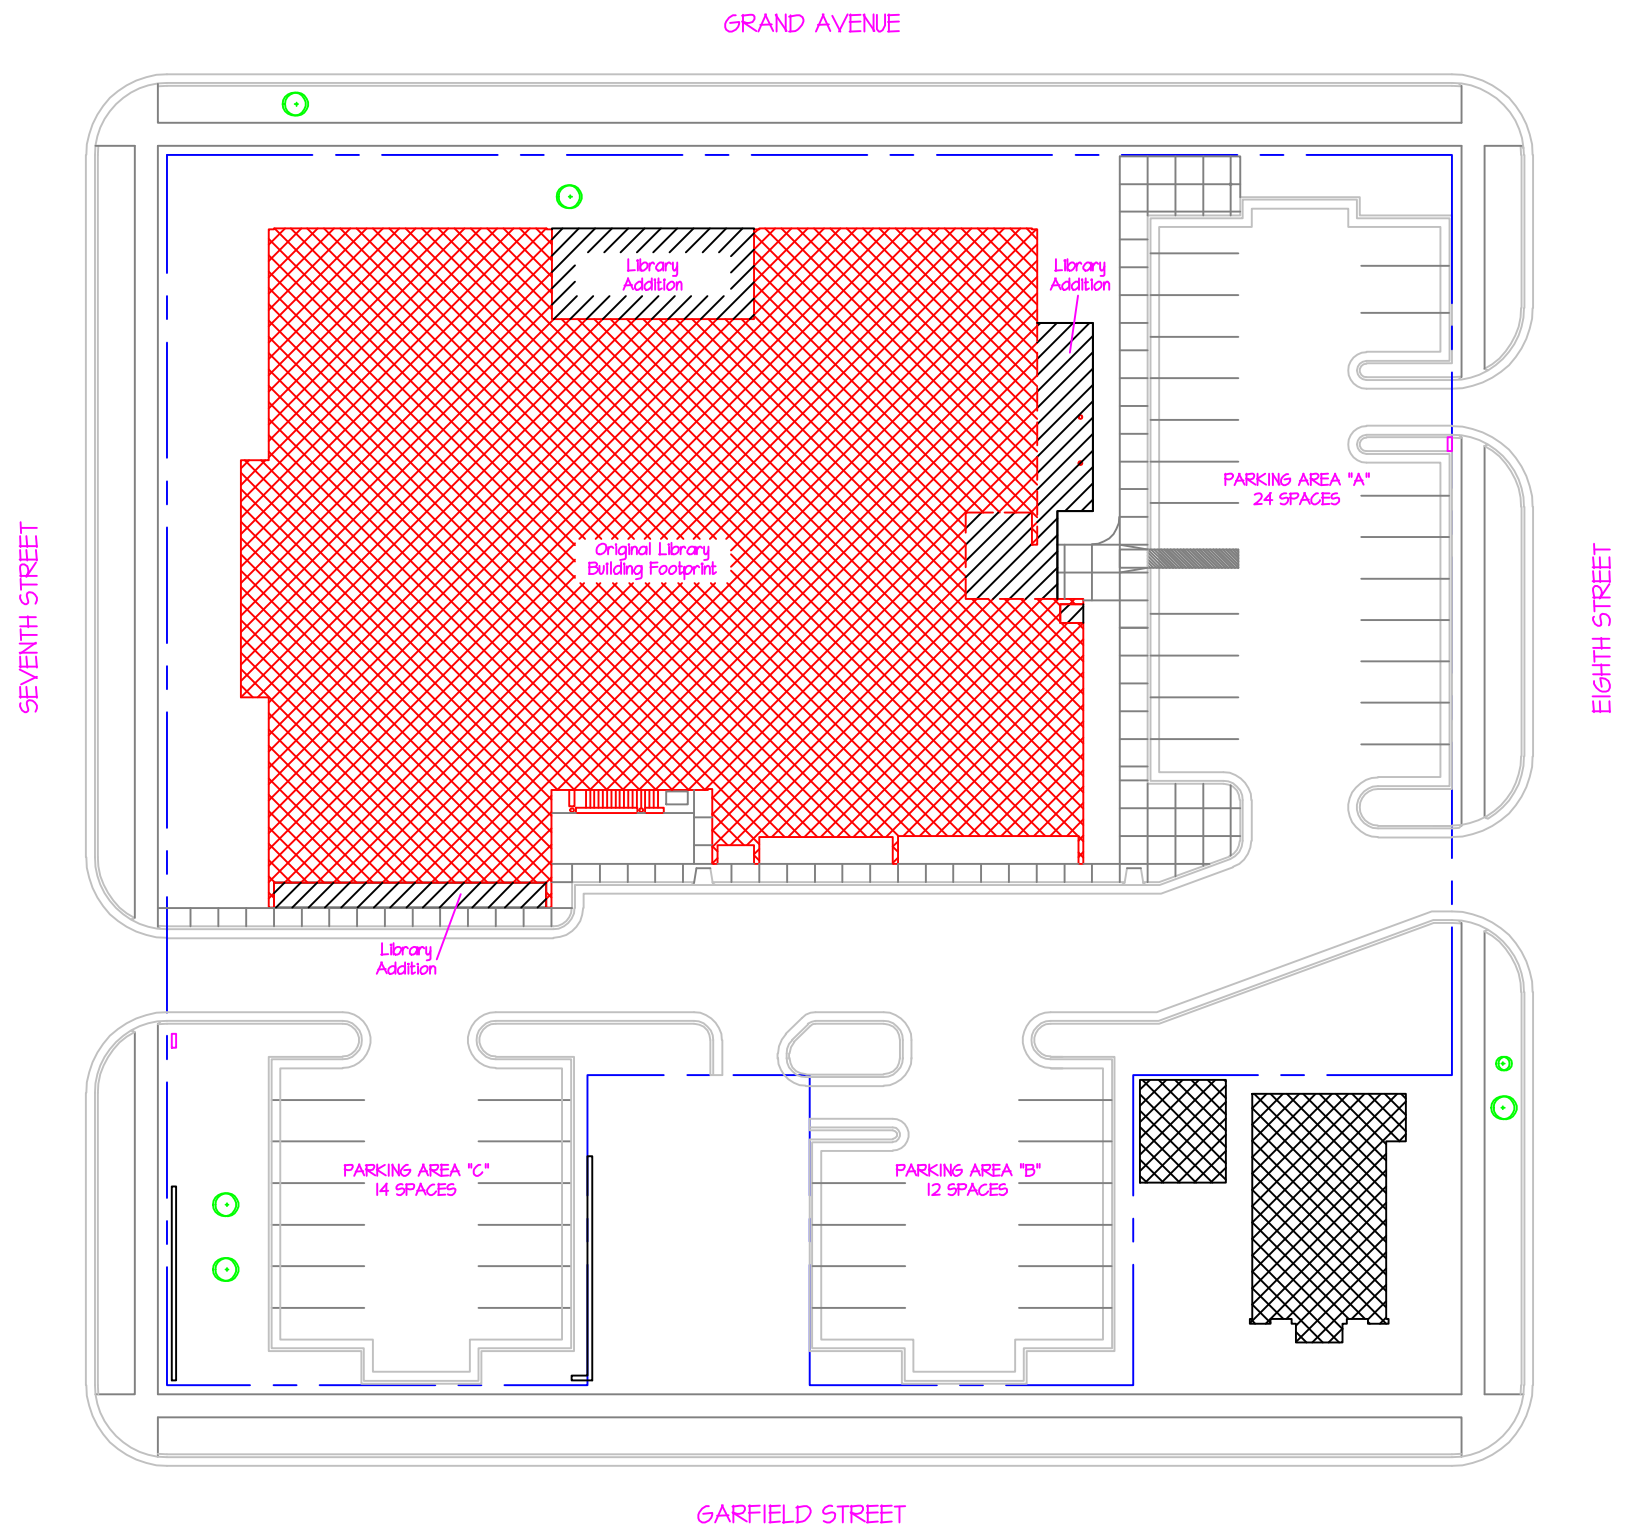 GRAND AVENUE
Library
Addition
Library
Addition
PARKING AREA "A"
24 SPACES
Original Library
Building Footprint
SEVENTH STREET
EIGHTH STREET
Library
Addition
PARKING AREA "C"
14 SPACES
PARKING AREA "B"
12 SPACES
GARFIELD STREET